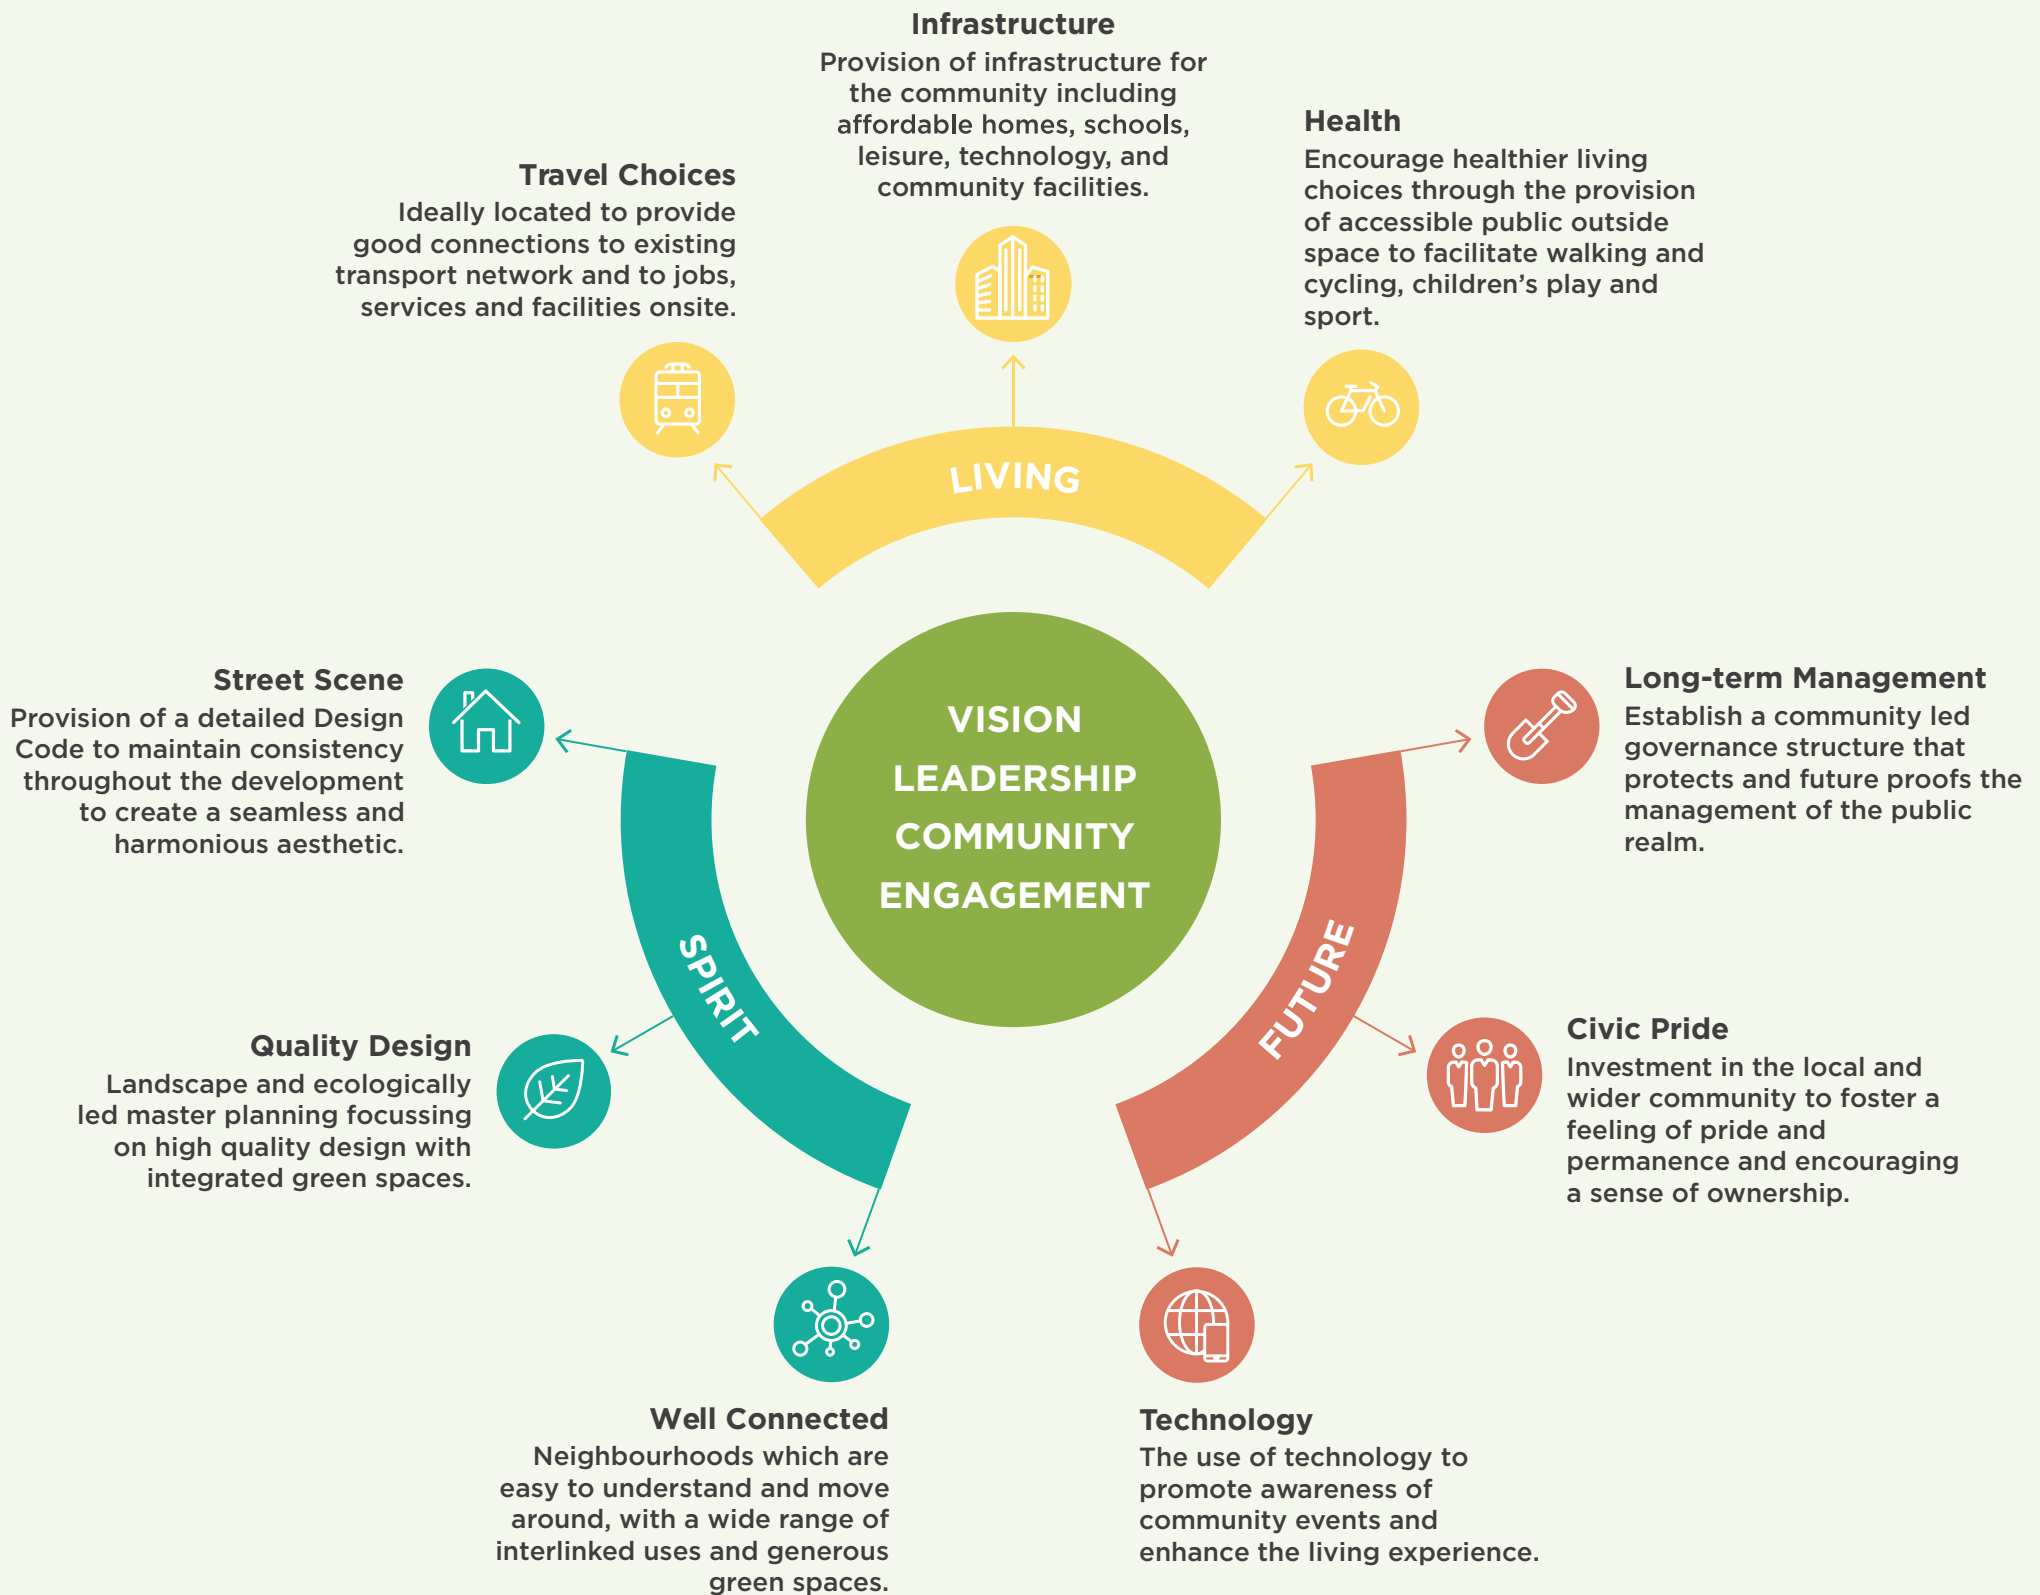 Infrastructure
Provision of infrastructure for
the community including
affordable homes, schools,
leisure, technology, and
community facilities.
Health
Encourage healthier living
choices through the provision
of accessible public outside
space to facilitate walking and
cycling, children’s play and
sport.
Travel Choices
Ideally located to provide
good connections to existing
transport network and to jobs,
services and facilities onsite.
LIVING
VISION
LEADERSHIP
COMMUNITY
ENGAGEMENT
Street Scene
Provision of a detailed Design
Code to maintain consistency
throughout the development
to create a seamless and
harmonious aesthetic.
Long-term Management
Establish a community led
governance structure that
protects and future proofs the
management of the public
realm.
SPIRIT
FUTURE
Quality Design
Landscape and ecologically
led master planning focussing
on high quality design with
integrated green spaces.
Civic Pride
Investment in the local and
wider community to foster a
feeling of pride and
permanence and encouraging
a sense of ownership.
Well Connected
Neighbourhoods which are
easy to understand and move
around, with a wide range of
interlinked uses and generous
green spaces.
Technology
The use of technology to
promote awareness of
community events and
enhance the living experience.